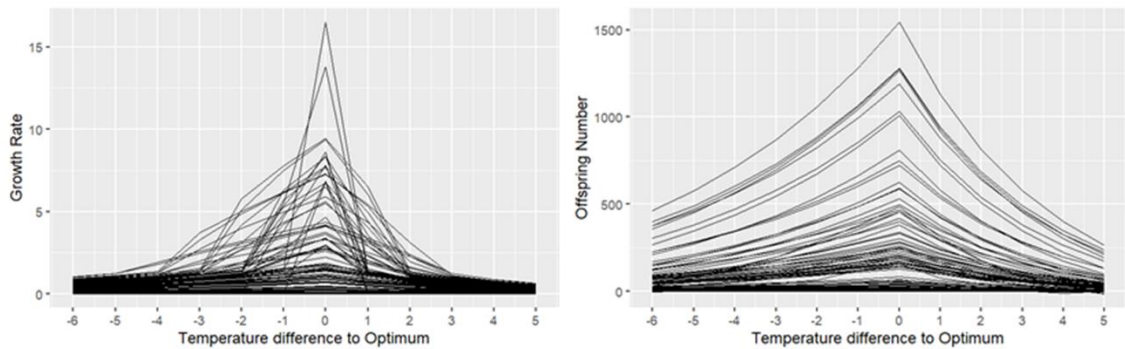 Growth Rate
15
10
5
0
-6 -5 -4 -3 -2 -1 0 1 2 3 4 5
Temperature difference to Optimum
Offspring Number
1500
1000
500
0
-6 -5 -4 -3 -2 -1 0 1 2 3 4 5
Temperature difference to Optimum